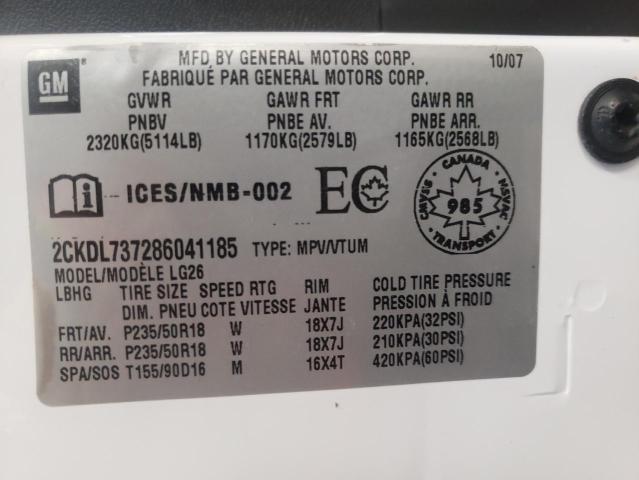 GM®
MFD BY GENERAL MOTORS CORP. 10/07
FABRIQUÉ PAR GENERAL MOTORS CORP.
GVWR GAWR FRT GAWR RR
PNBV PNBE AV. PNBE ARR.
2320KG(5114LB) 1170KG(2579LB) 1165KG(2568LB)
i ICES/NMB-002 EC
CANADA
CMVSS NSVAC
985
TRANSPORT
2CKDL737286041185 TYPE: MPV/VTUM
MODEL/MODÈLE LG26
LBHG TIRE SIZE SPEED RTG RIM COLD TIRE PRESSURE
DIM. PNEU COTE VITESSE JANTE PRESSION À FROID
FRT/AV. P235/50R18 W 18X7J 220KPA(32PSI)
RR/ARR. P235/50R18 W 18X7J 210KPA(30PSI)
SPA/SOS T155/90D16 M 16X4T 420KPA(60PSI)